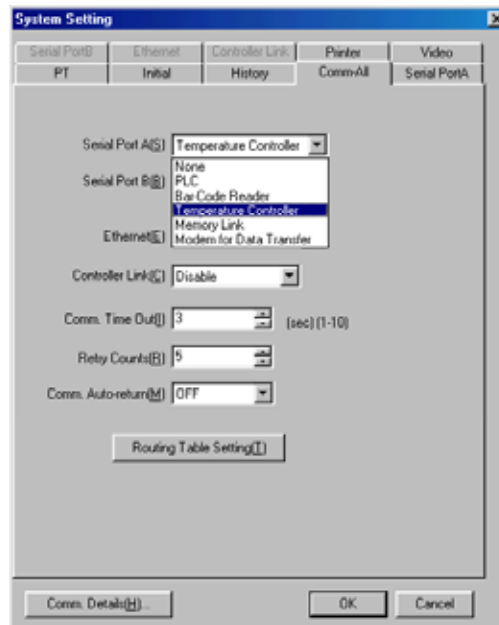 System Setting
Serial PortB Ethernet Controller Link Printer Video
PT Initial History Comm-All Serial PortA
Serial Port A(S) Temperature Controller
None
Serial Port B(B) PLC
Bar-Code Reader
Temperature Controller
Memory Link
Ethernet(E) Modem for Data Transfer
Controller Link(C) Disable
Comm. Time Out(I) 3 (sec) (1-10)
Retry Counts(R) 5
Comm. Auto-return(M) OFF
Routing Table Setting(T)
Comm. Details(H)... OK Cancel